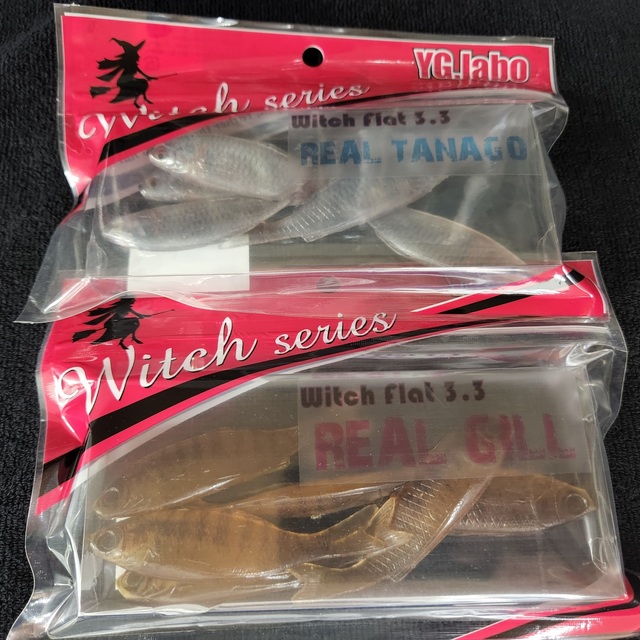 YG.labo
Witch series
Witch Flat 3.3
REAL TANAGO
Witch series
Witch Flat 3.3
REAL GILL